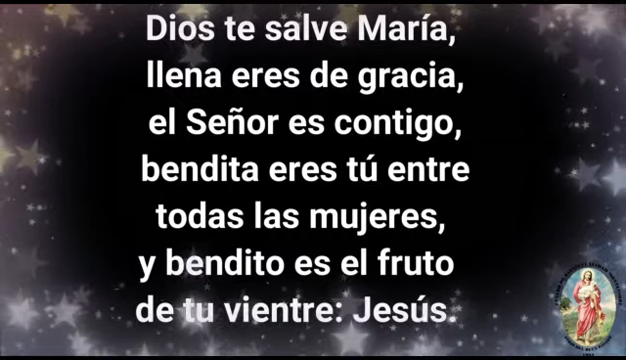 Dios te salve María,
llena eres de gracia,
el Señor es contigo,
bendita eres tú entre
todas las mujeres,
y bendito es el fruto
de tu vientre: Jesús.